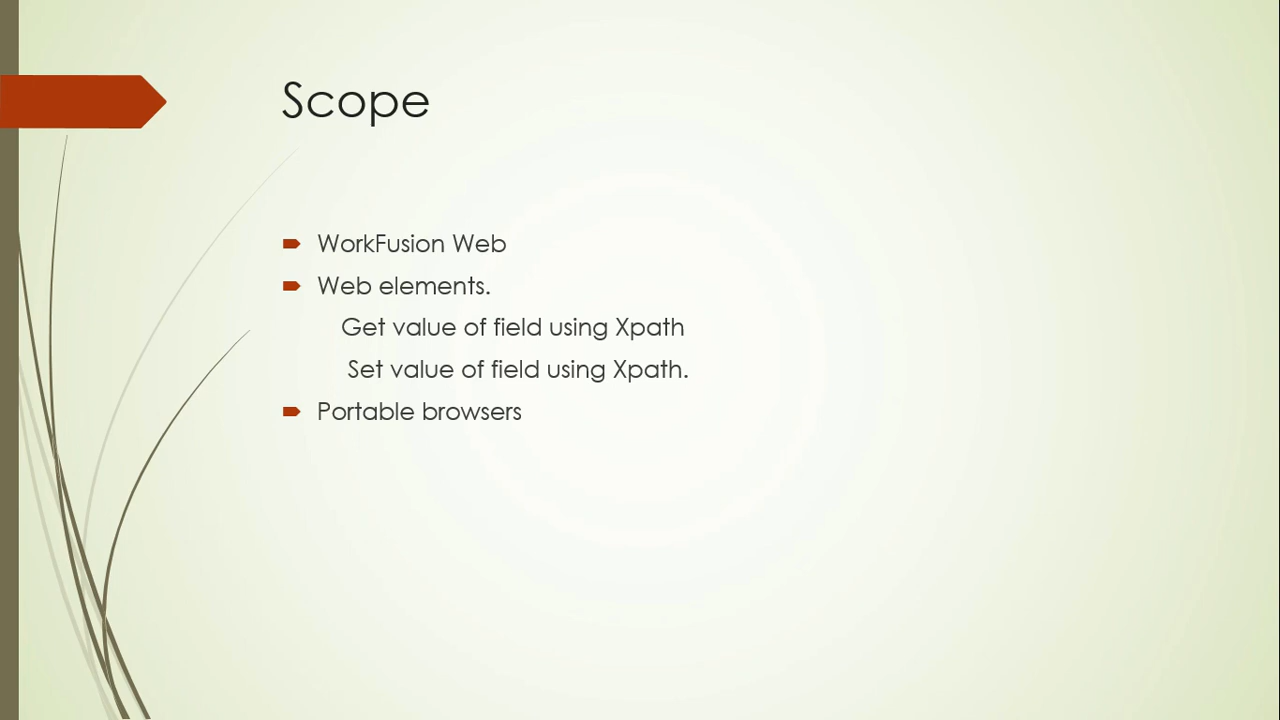 Scope
WorkFusion Web
Web elements.
Get value of field using Xpath
Set value of field using Xpath.
Portable browsers